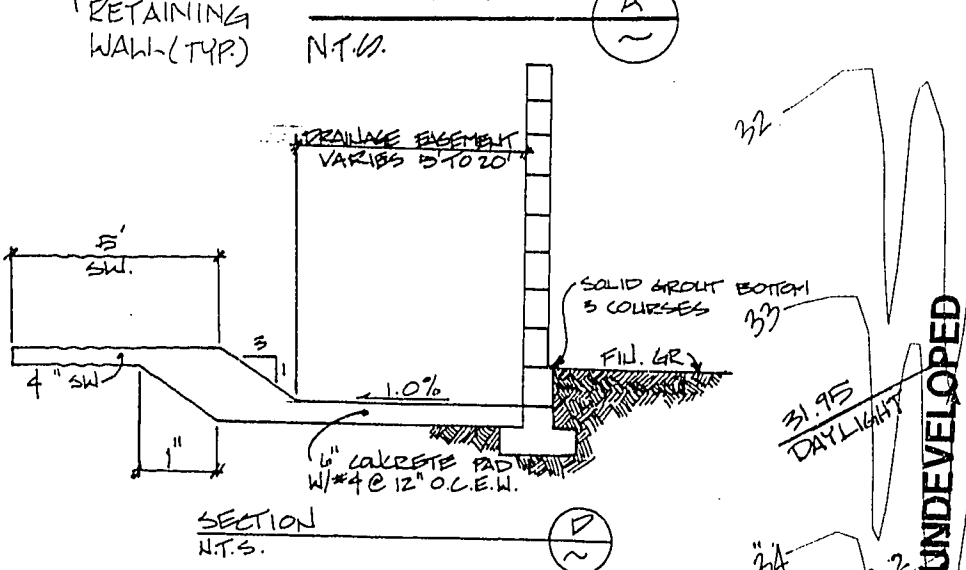 RETAINING
WALL (TYP.)
N.T.S.
A
~
DRAINAGE EASEMENT
VARIES 5' TO 20'
5'
SW.
4" SW
3
1
1.0%
1"
6" CONCRETE PAD
W/#4 @ 12" O.C.E.W.
SOLID GROUT BOTTOM
3 COURSES
FIN. GR.
SECTION
N.T.S.
D
~
32
33
31.95
DAYLIGHT
34
UNDEVELOPED